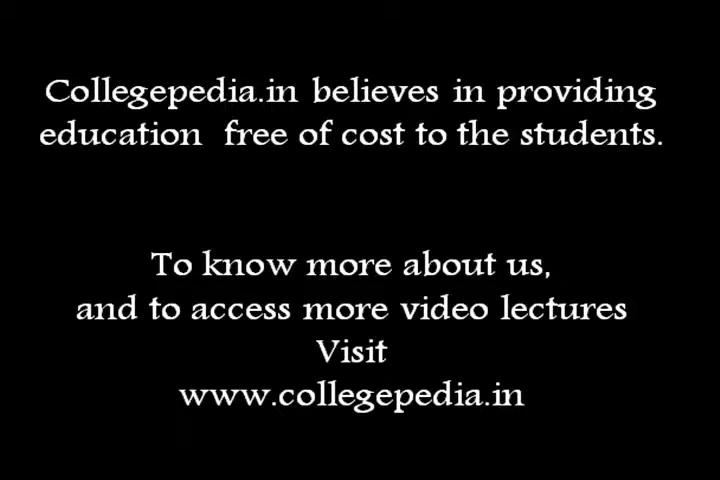 Collegepedia.in believes in providing
education free of cost to the students.
To know more about us,
and to access more video lectures
Visit
www.collegepedia.in